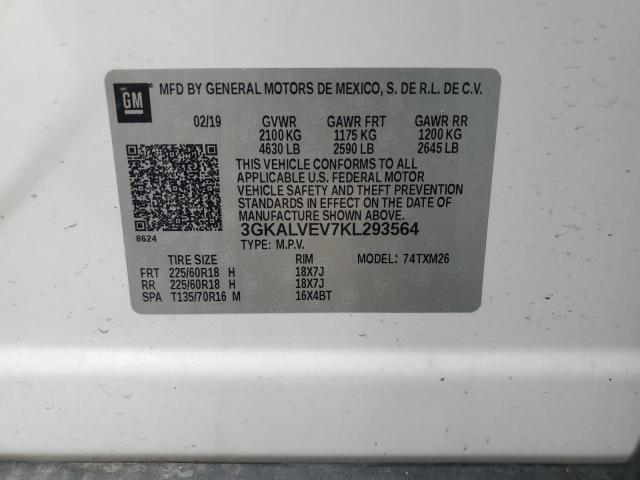 GM
MFD BY GENERAL MOTORS DE MEXICO, S. DE R.L. DE C.V.
02/19 GVWR GAWR FRT GAWR RR
2100 KG 1175 KG 1200 KG
4630 LB 2590 LB 2645 LB
THIS VEHICLE CONFORMS TO ALL
APPLICABLE U.S. FEDERAL MOTOR
VEHICLE SAFETY AND THEFT PREVENTION
STANDARDS IN EFFECT ON THE DATE OF
MANUFACTURE SHOWN ABOVE.
8624
3GKALVEV7KL293564
TYPE: M.P.V.
TIRE SIZE RIM MODEL: 74TXM26
FRT 225/60R18 H 18X7J
RR 225/60R18 H 18X7J
SPA T135/70R16 M 16X4BT